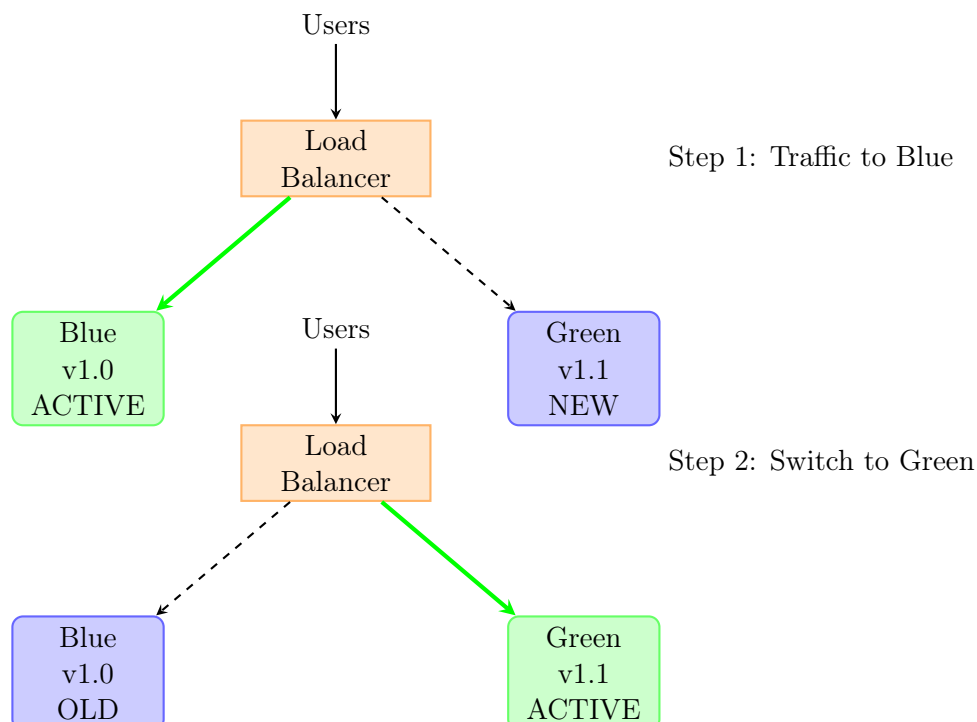 Users
Load
Balancer
Step 1: Traffic to Blue
Blue
v1.0
ACTIVE
Green
v1.1
NEW
Users
Load
Balancer
Step 2: Switch to Green
Blue
v1.0
OLD
Green
v1.1
ACTIVE